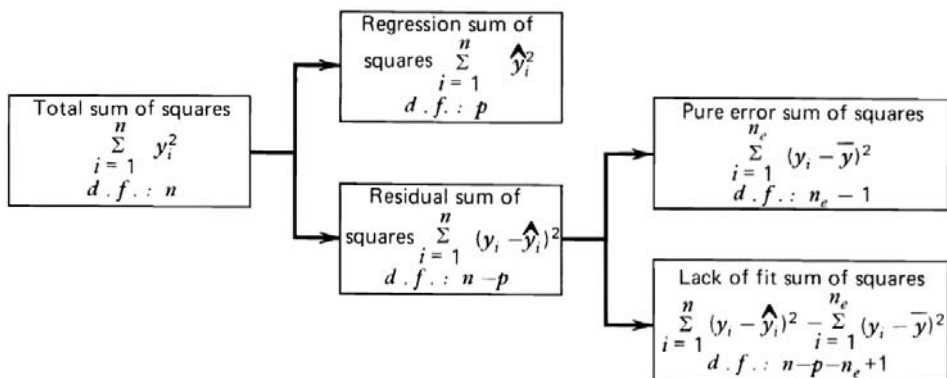 Total sum of squares
n
Σ y_i^2
i = 1
d.f.: n
Regression sum of
n
squares Σ ŷ_i^2
i = 1
d.f.: p
Residual sum of
n
squares Σ (y_i − ŷ_i)^2
i = 1
d.f.: n − p
Pure error sum of squares
n_e
Σ (y_i − ȳ)^2
i = 1
d.f.: n_e − 1
Lack of fit sum of squares
n n_e
Σ (y_i − ŷ_i)^2 − Σ (y_i − ȳ)^2
i = 1 i = 1
d.f.: n−p−n_e+1